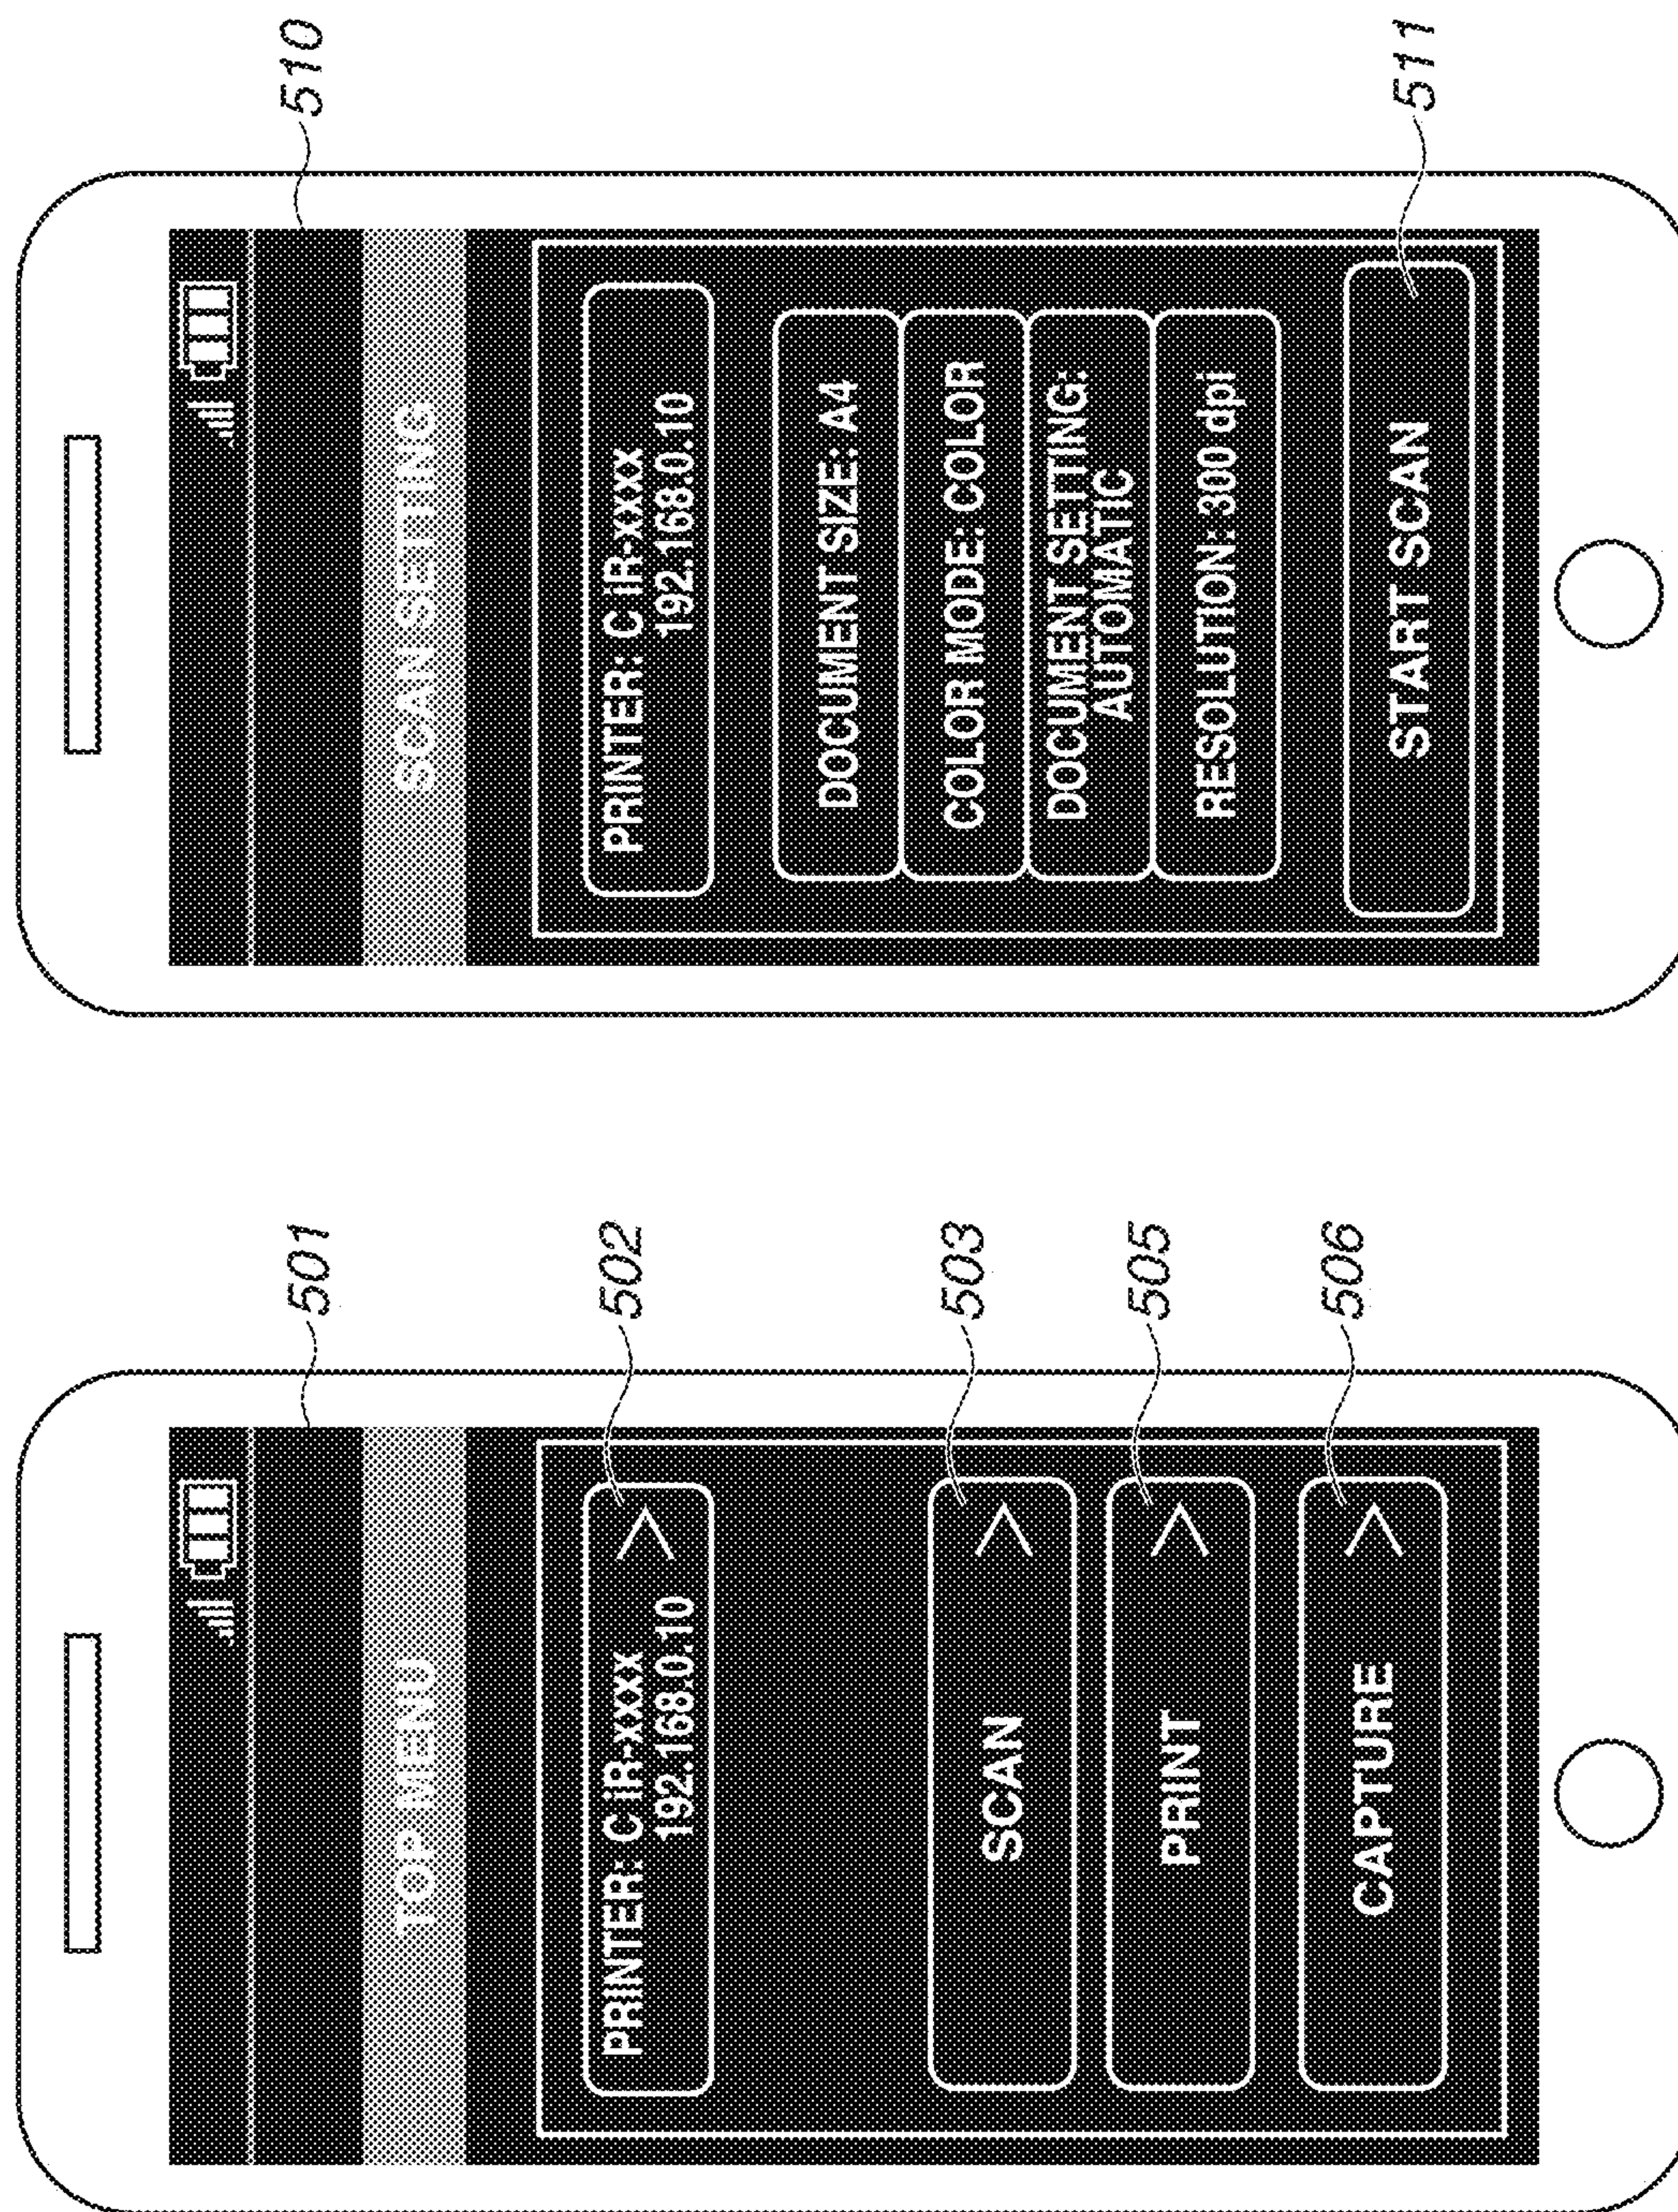 501
TOP MENU
PRINTER: C iR-xxxx
192.168.0.10
502
SCAN
503
PRINT
505
CAPTURE
506
510
SCAN SETTING
PRINTER: C iR-xxxx
192.168.0.10
DOCUMENT SIZE: A4
COLOR MODE: COLOR
DOCUMENT SETTING:
AUTOMATIC
RESOLUTION: 300 dpi
START SCAN
511